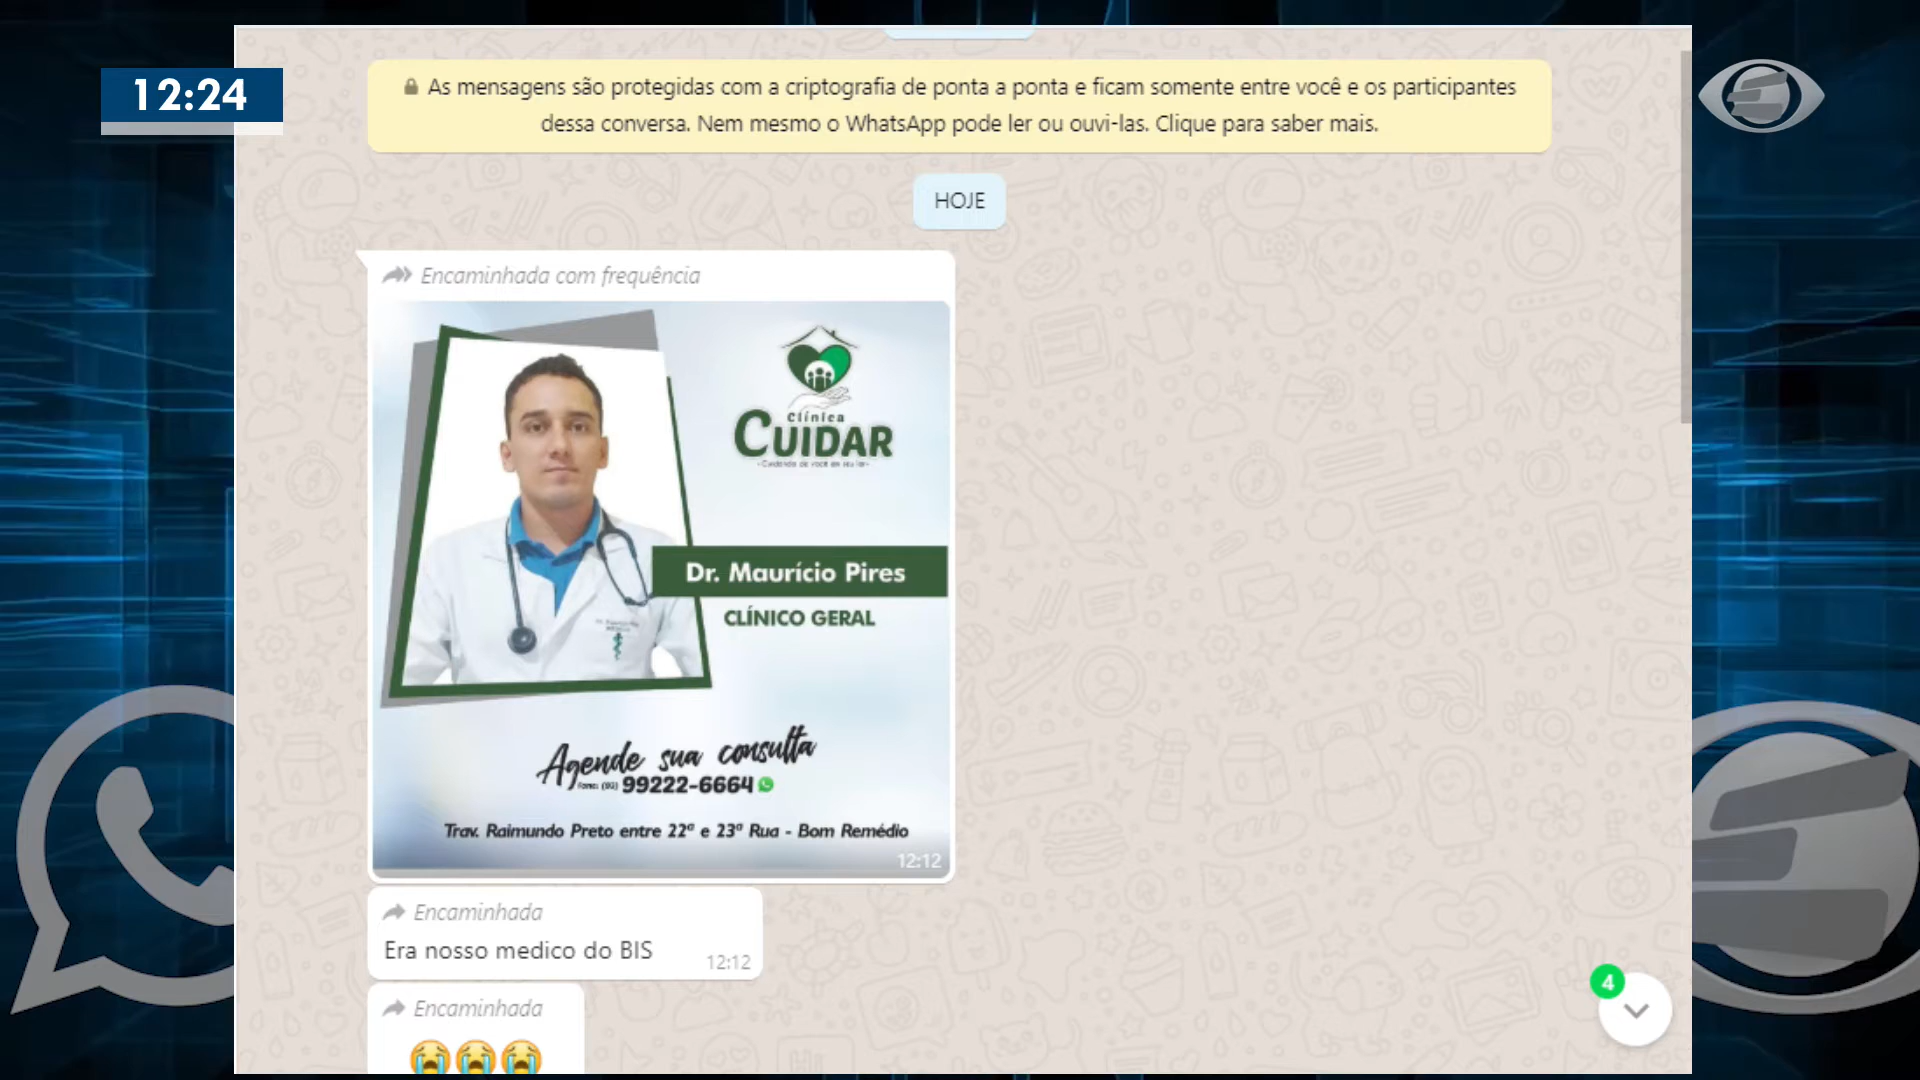 12:24
As mensagens são protegidas com a criptografia de ponta a ponta e ficam somente entre você e os participantes
dessa conversa. Nem mesmo o WhatsApp pode ler ou ouvi-las. Clique para saber mais.
HOJE
Encaminhada com frequência
Clínica
CUIDAR
Dr. Maurício Pires
CLÍNICO GERAL
Agende sua consulta
99222-6664
Trav. Raimundo Preto entre 22ª e 23ª Rua - Bom Remédio
12:12
Encaminhada
Era nosso medico do BIS
12:12
Encaminhada
😭😭😭
4